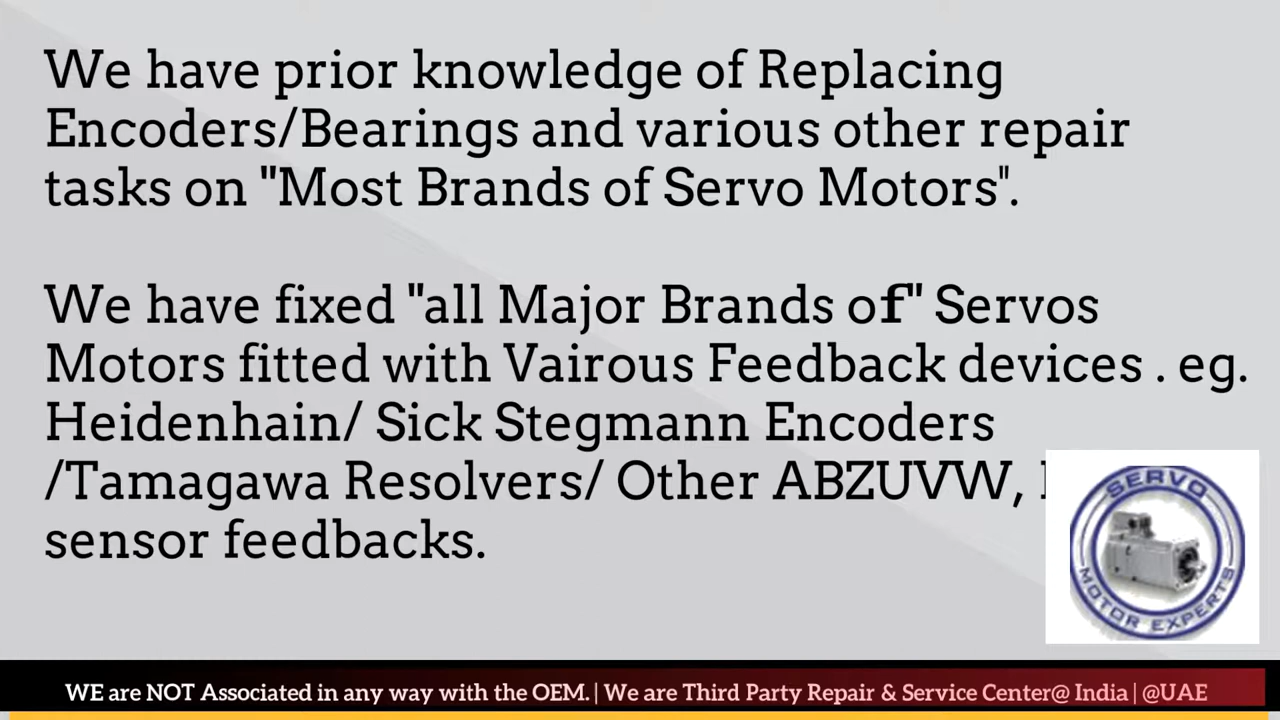 We have prior knowledge of Replacing
Encoders/Bearings and various other repair
tasks on "Most Brands of Servo Motors".
We have fixed "all Major Brands of" Servos
Motors fitted with Vairous Feedback devices . eg.
Heidenhain/ Sick Stegmann Encoders
/Tamagawa Resolvers/ Other ABZUVW,
sensor feedbacks.
SERVO
MOTOR EXPERTS
WE are NOT Associated in any way with the OEM. | We are Third Party Repair & Service Center@ India | @UAE